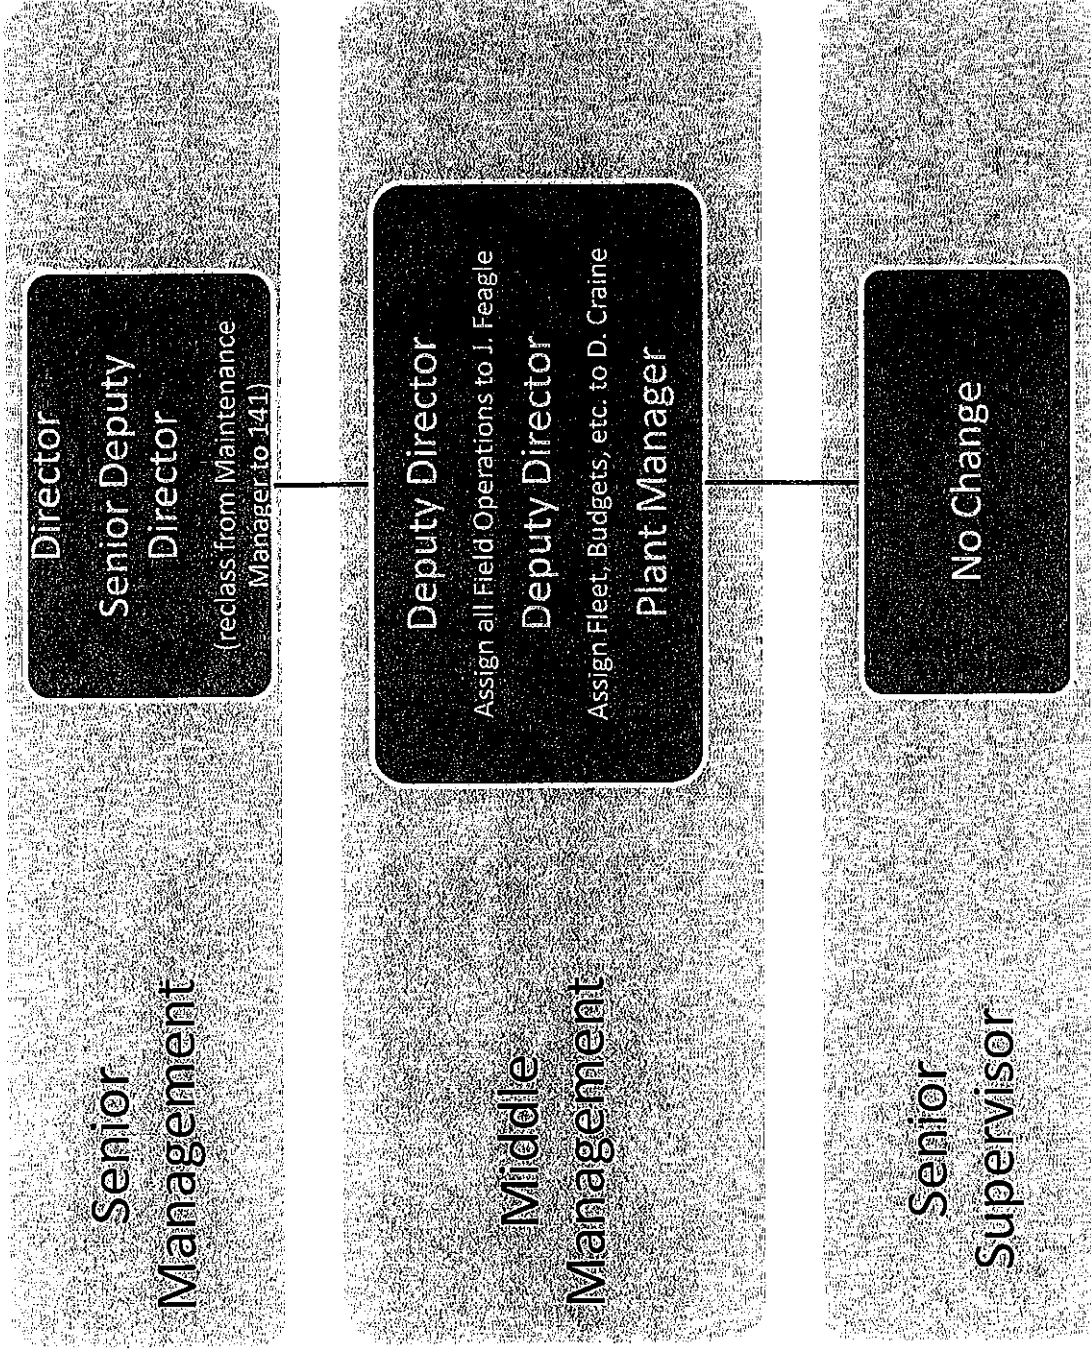 Senior
Management
Director
Senior Deputy
Director
(reclass from Maintenance
Manager to 141)
Middle
Management
Deputy Director
Assign all Field Operations to J. Feagle
Deputy Director
Assign Fleet, Budgets, etc. to D. Craine
Plant Manager
Senior
Supervisor
No Change